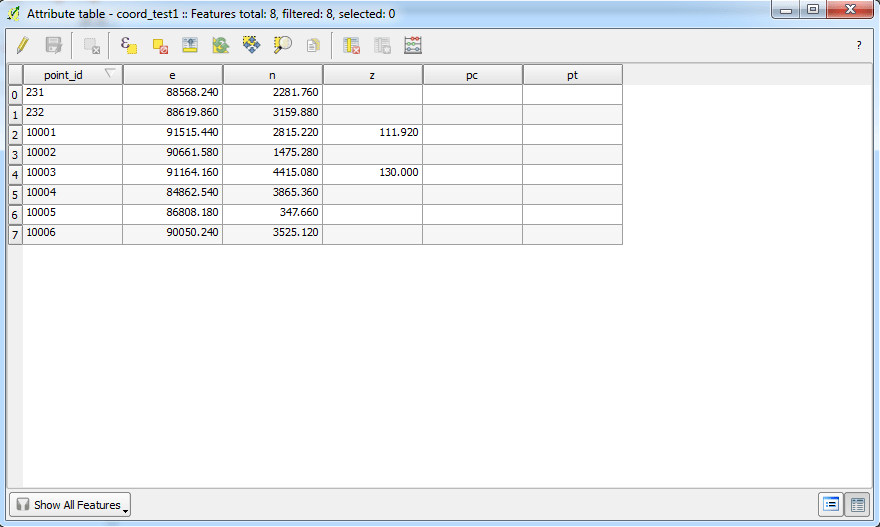 Attribute table - coord_test1 :: Features total: 8, filtered: 8, selected: 0
ε
?
point_id e n z pc pt
0 231 88568.240 2281.760
1 232 88619.860 3159.880
2 10001 91515.440 2815.220 111.920
3 10002 90661.580 1475.280
4 10003 91164.160 4415.080 130.000
5 10004 84862.540 3865.360
6 10005 86808.180 347.660
7 10006 90050.240 3525.120
Show All Features